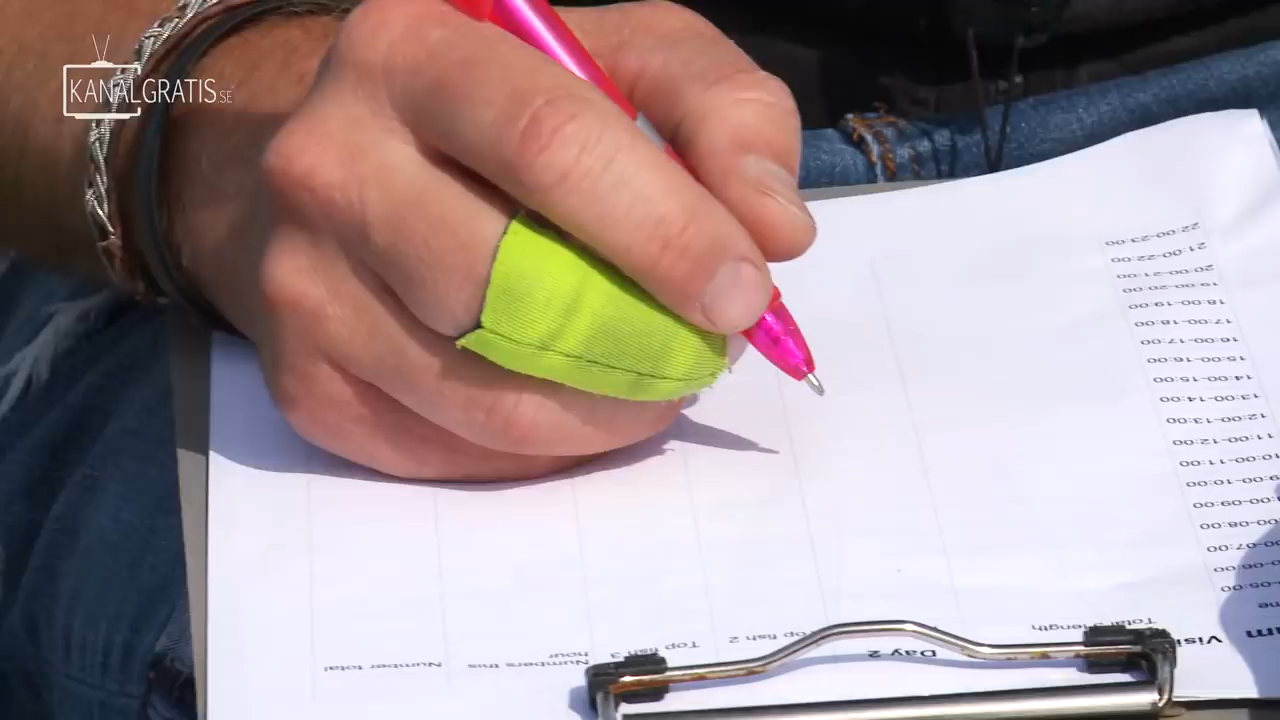 KANALGRATIS.SE
Day 2
Total 5 length
Top fish 2
Top fish 3
Numbers this
hour
Number total
07:00
08:00
09:00
09:00-10:00
10:00-11:00
11:00-12:00
12:00-13:00
13:00-14:00
14:00-15:00
15:00-16:00
16:00-17:00
17:00-18:00
18:00-19:00
19:00-20:00
20:00-21:00
21:00-22:00
22:00-23:00